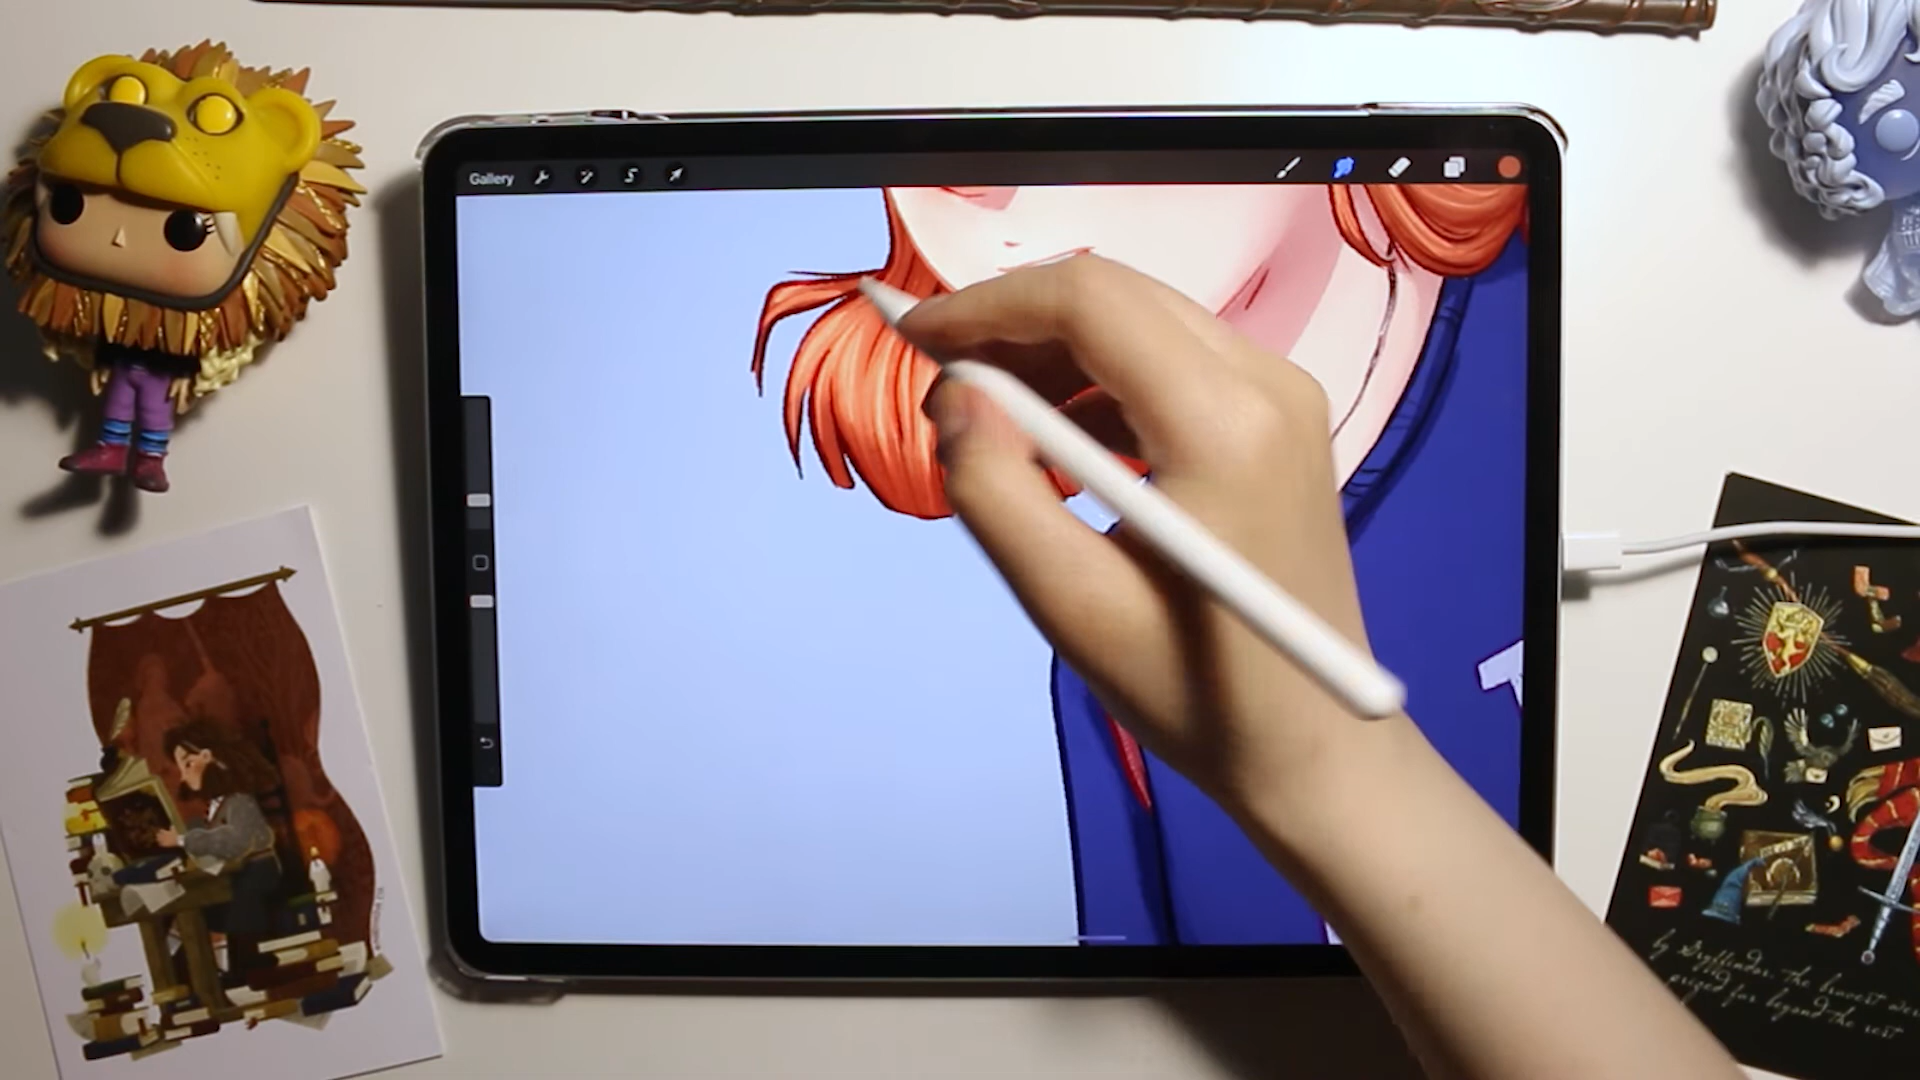 Gallery
by Gryffindor, the bravest were
prized far beyond the rest